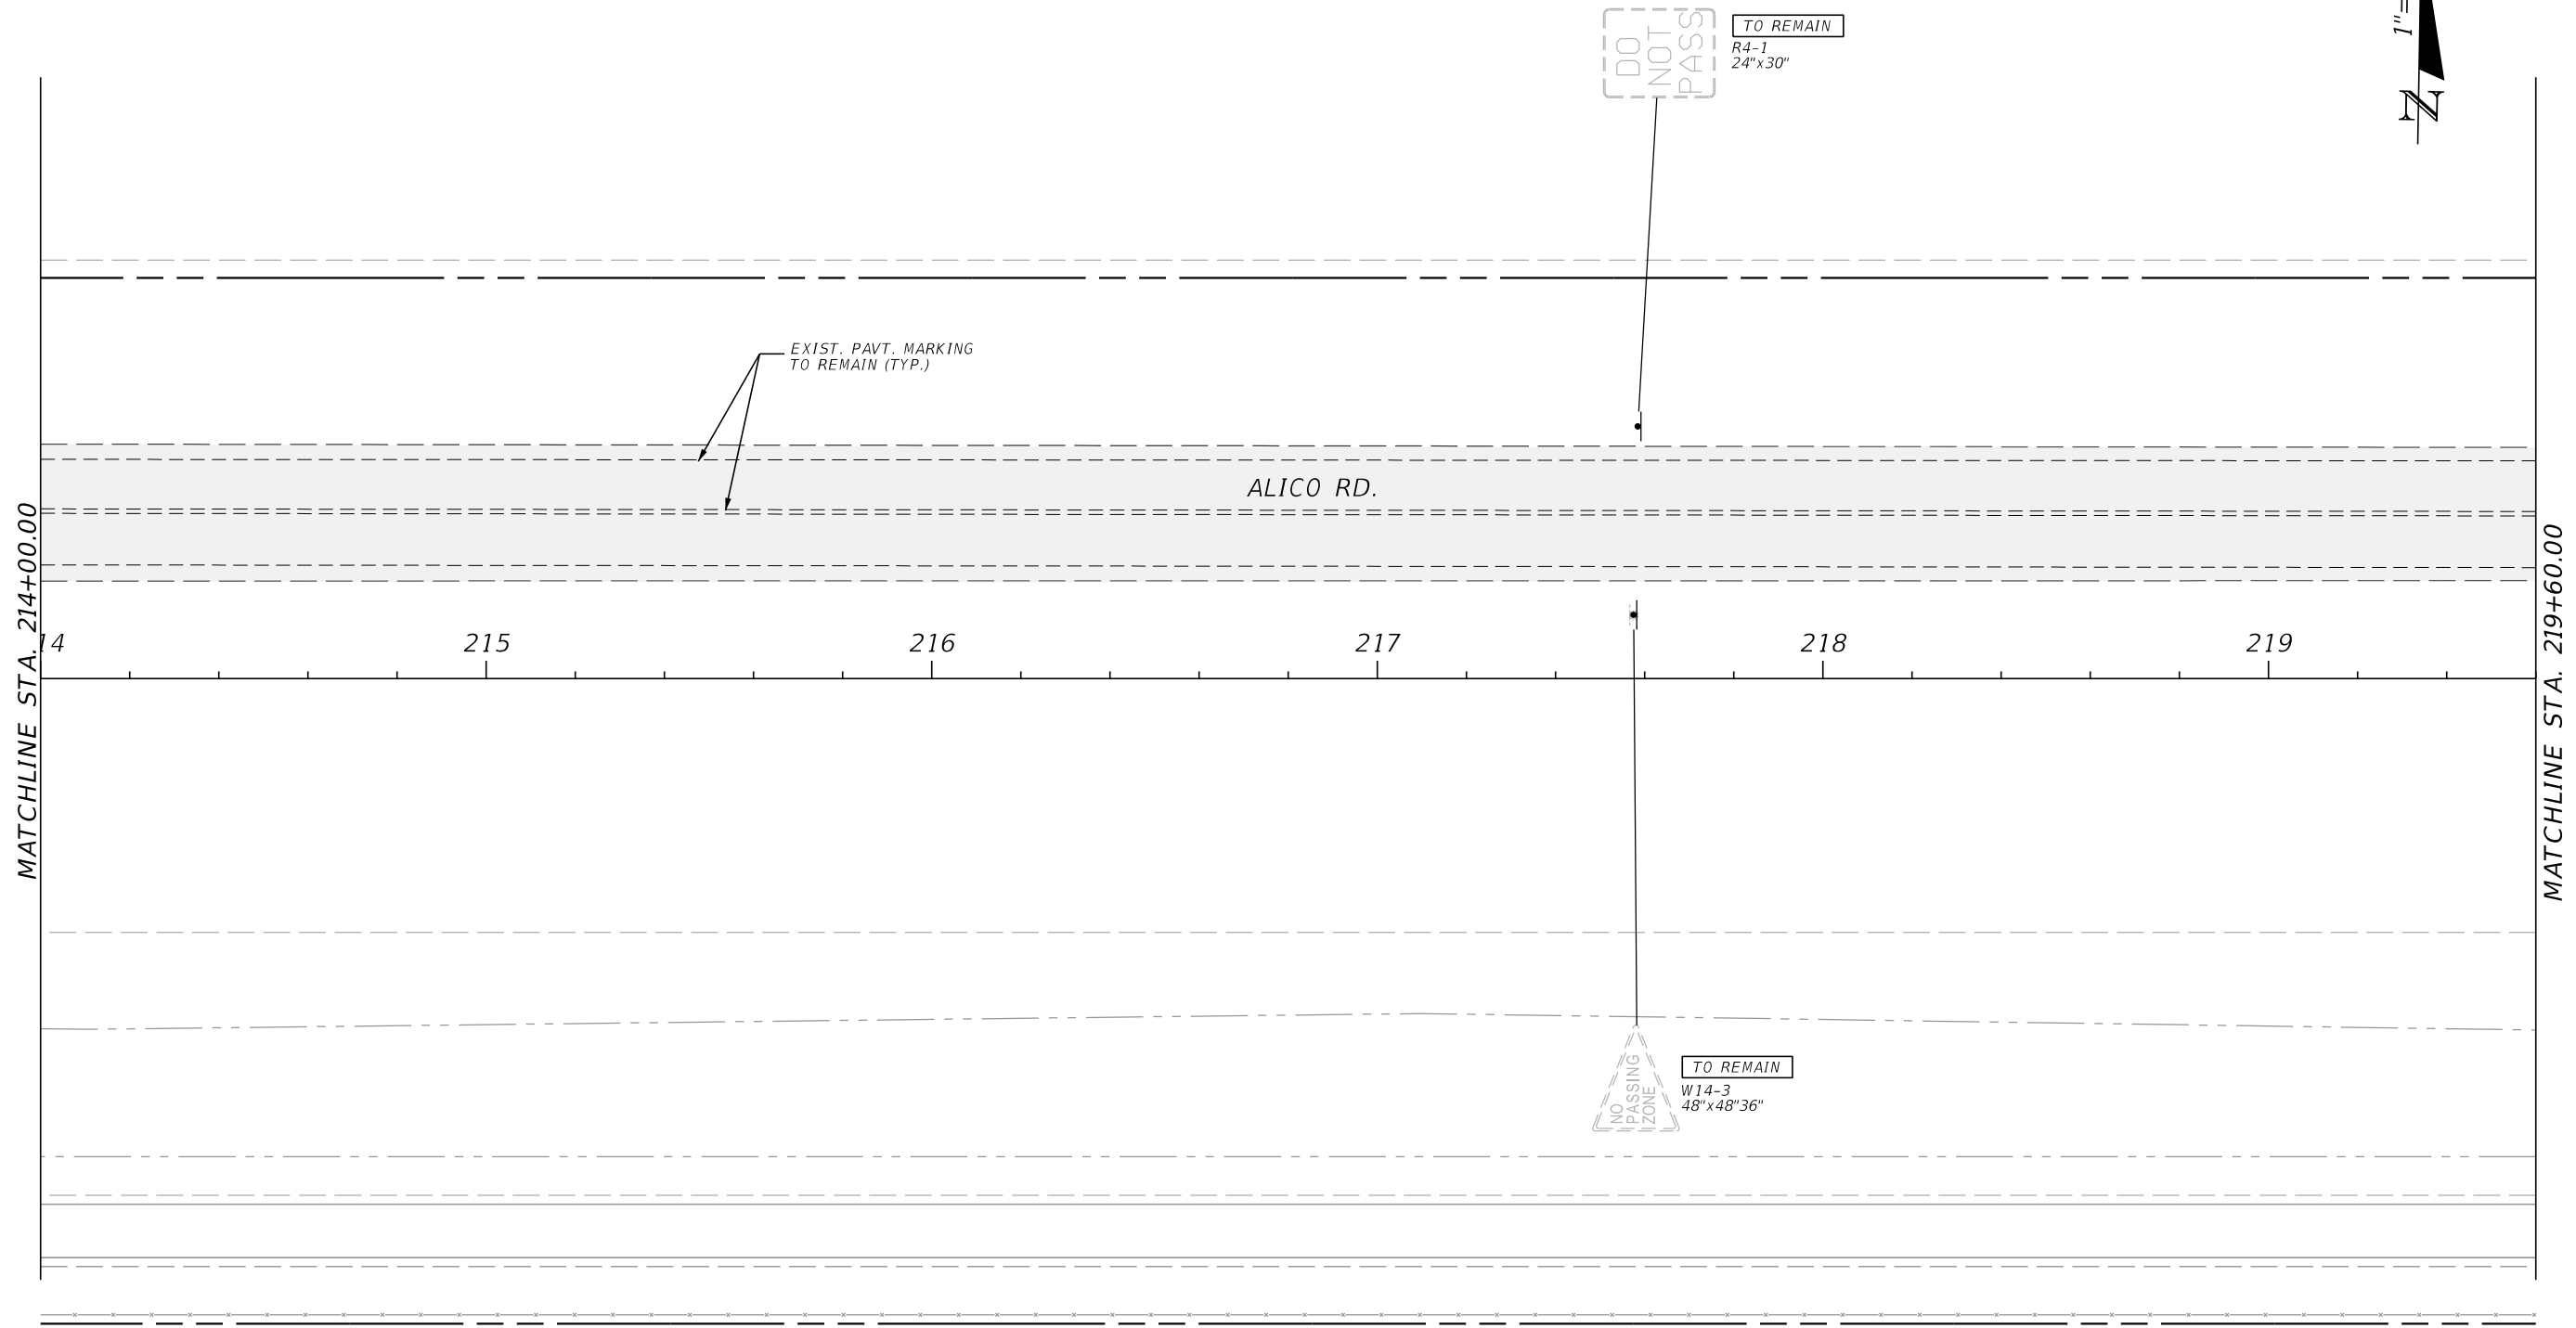 DO
NOT
PASS
TO REMAIN
R4-1
24"x30"
1"=
N
EXIST. PAVT. MARKING
TO REMAIN (TYP.)
ALICO RD.
MATCHLINE STA. 214+00.00
14
215
216
217
218
219
MATCHLINE STA. 219+60.00
NO
PASSING
ZONE
TO REMAIN
W14-3
48"x48"36"